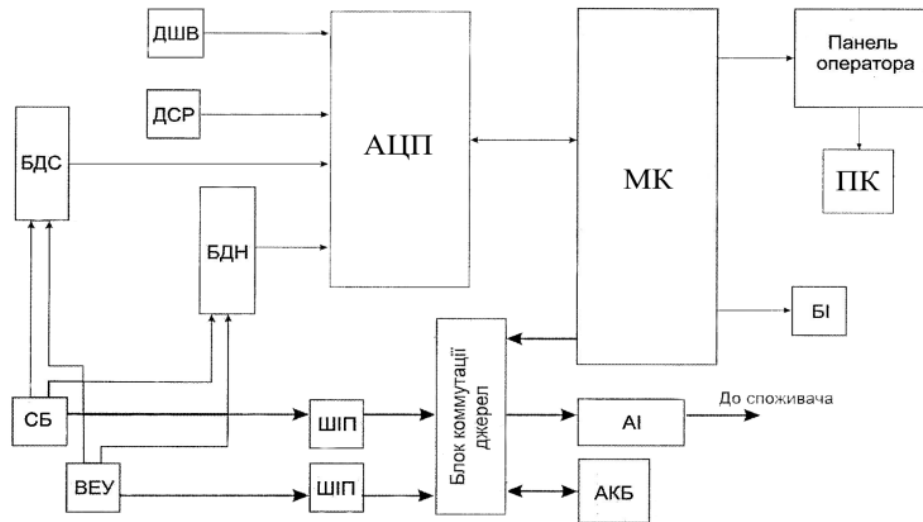 ДШВ
Панель
оператора
ДСР
БДС
АЦП
МК
ПК
БДН
БІ
Блок коммутації
джерел
До споживача
СБ
ШІП
АІ
ВЕУ
ШІП
АКБ